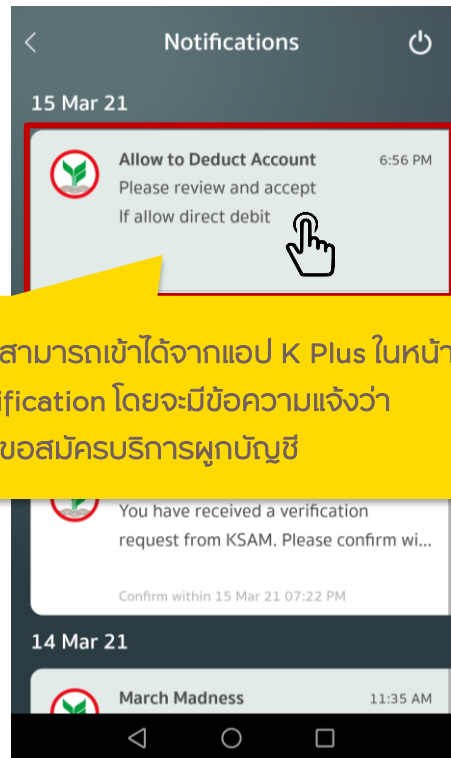 Notifications
15 Mar 21
Allow to Deduct Account 6:56 PM
Please review and accept
If allow direct debit
สามารถเข้าได้จากแอป K Plus ในหน้า
ification โดยจะมีข้อความแจ้งว่า
ขอสมัครบริการผูกบัญชี
You have received a verification
request from KSAM. Please confirm wi...
Confirm within 15 Mar 21 07:22 PM
14 Mar 21
March Madness 11:35 AM